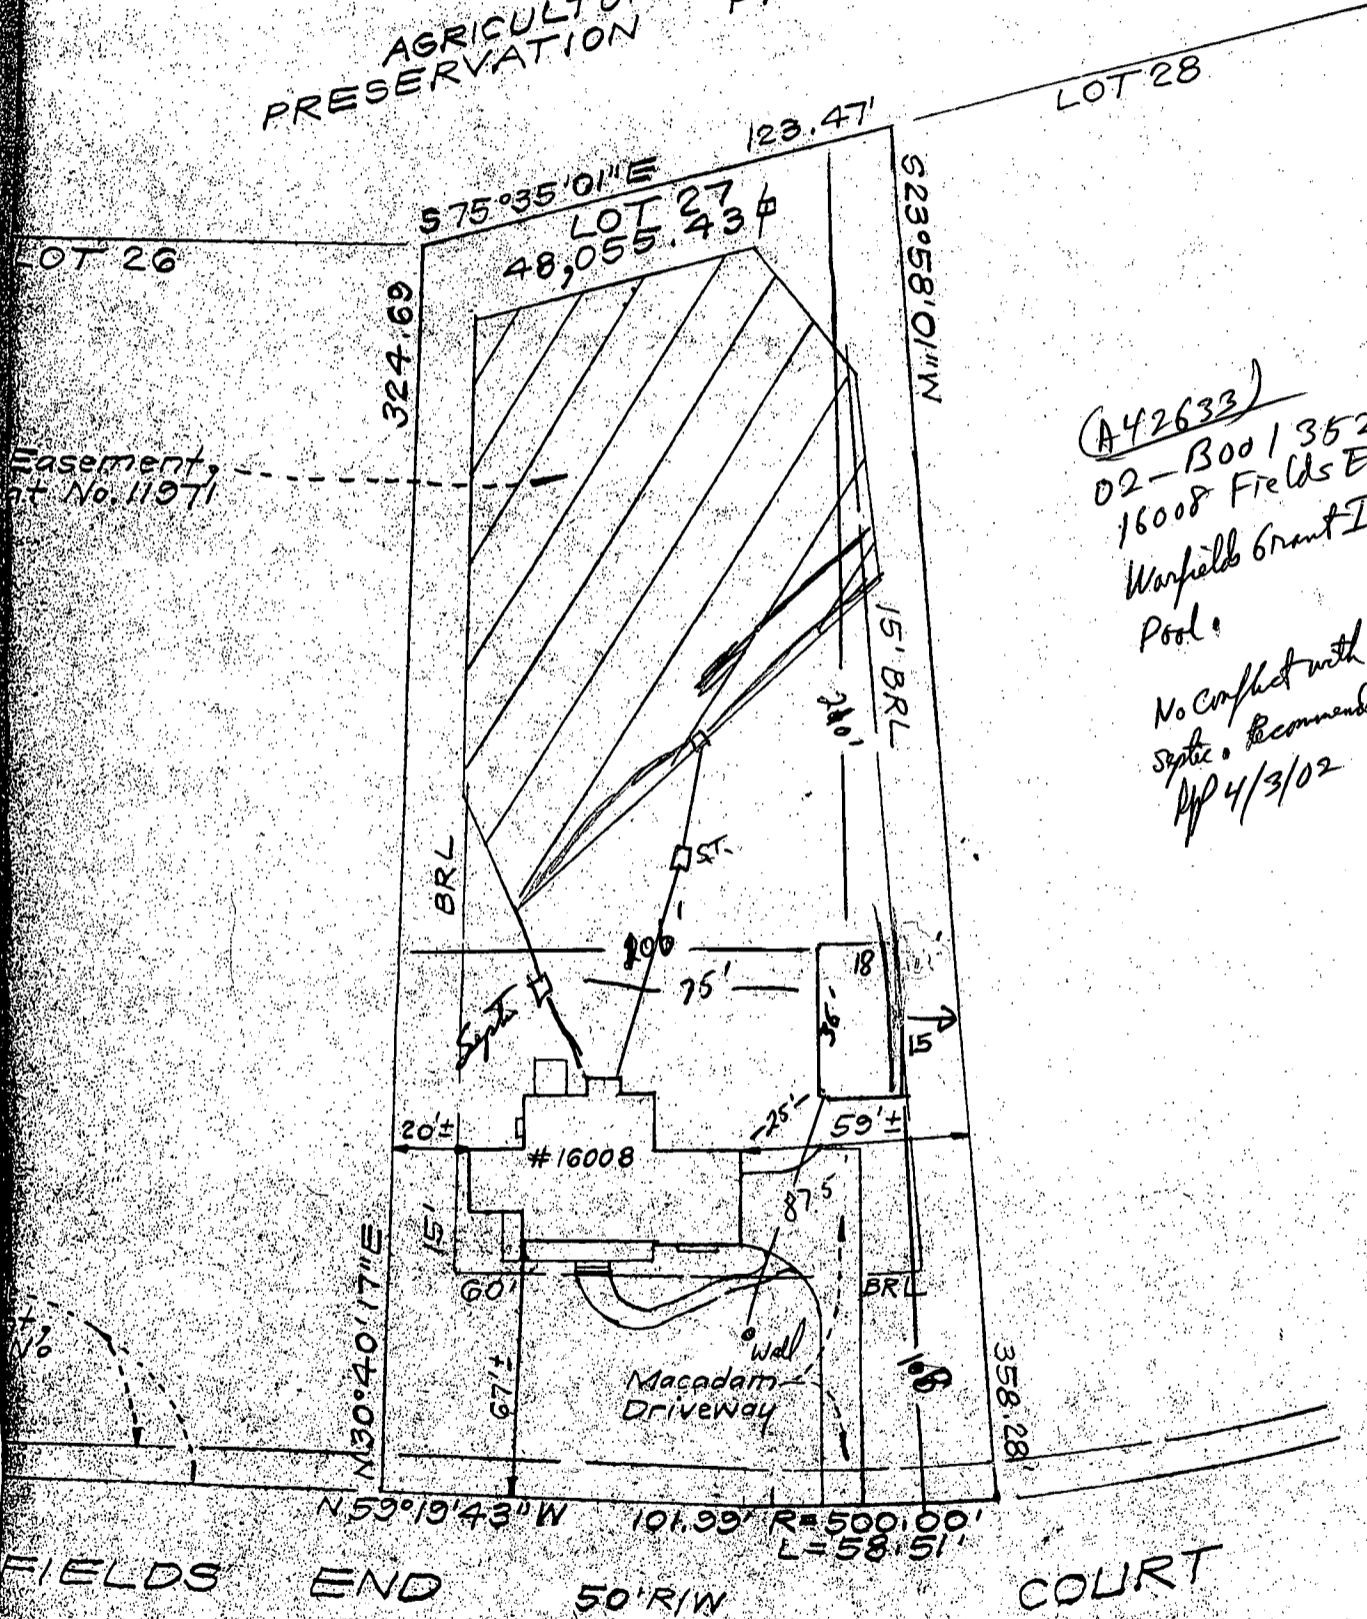 AGRICULTU
PRESERVATION
LOT 28
123.47'
S 75°35'01"E
LOT 27
48,055.43
LOT 26
324.69
S23°58'01"W
Easement,
at No. 11971
(A42633)
02-B001352
16008 Fields E
Warfields Grant I
Pool.
No conflict with
septic. Recommend
4/3/02
15' BRL
BRL
S.T.
100
75'
18
36'
15
Septic
20'±
25'
59'±
#16008
87.5
15'
60'
BRL
Well
67'±
Macadam
Driveway
N30°40'17"E
358.28'
N59°19'43"W
101.99' R=500.00'
L=58.51'
FIELDS END COURT
50' R/W